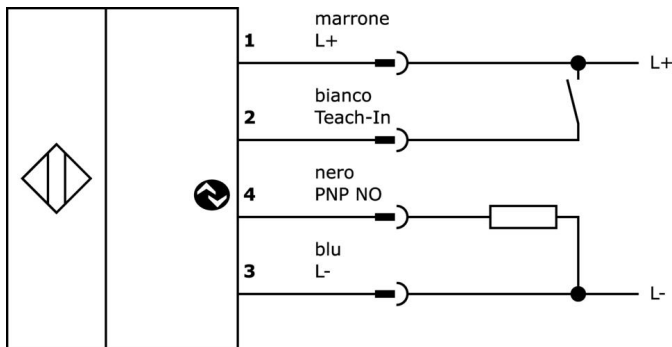 marrone
1 L+ L+
bianco
2 Teach-In
nero
4 PNP NO
blu
3 L- L-